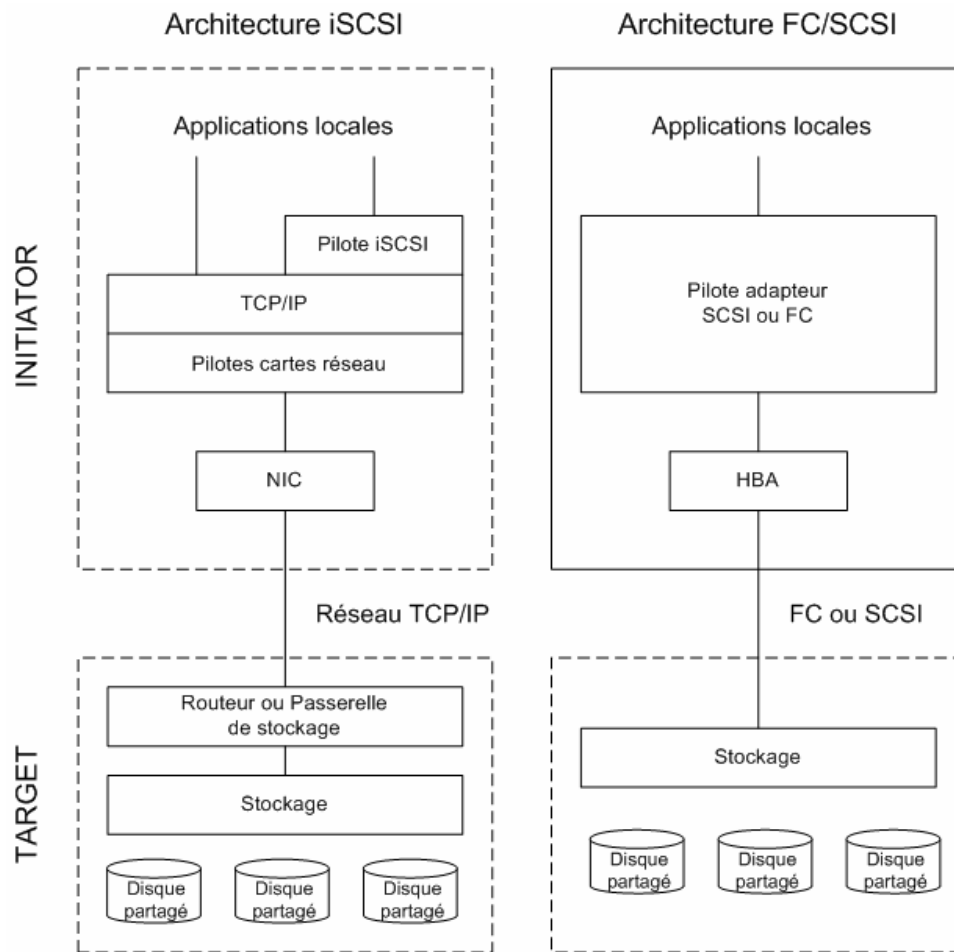 Architecture iSCSI
Architecture FC/SCSI
INITIATOR
Applications locales
Pilote iSCSI
TCP/IP
Pilotes cartes réseau
NIC
Applications locales
Pilote adapteur
SCSI ou FC
HBA
Réseau TCP/IP
FC ou SCSI
TARGET
Routeur ou Passerelle
de stockage
Stockage
Disque
partagé
Disque
partagé
Disque
partagé
Stockage
Disque
partagé
Disque
partagé
Disque
partagé